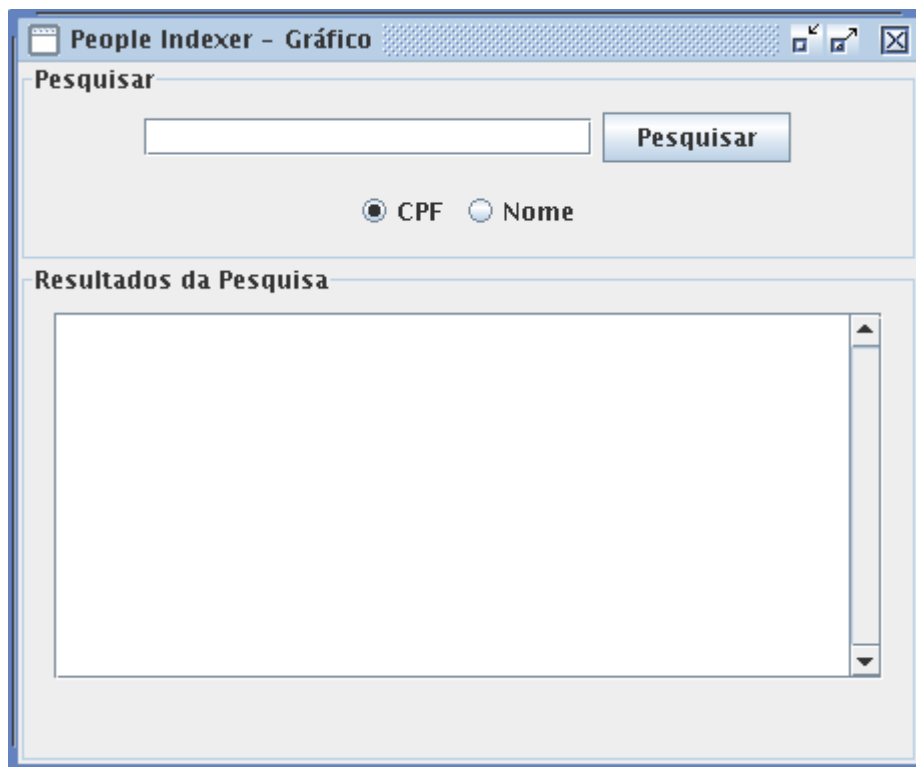 People Indexer - Gráfico
Pesquisar
Pesquisar
CPF Nome
Resultados da Pesquisa